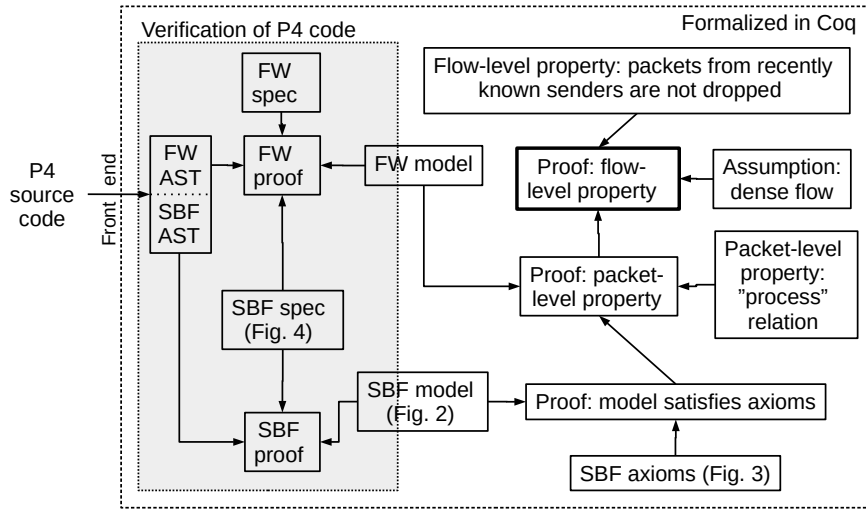 Verification of P4 code
Formalized in Coq
FW
spec
Flow-level property: packets from recently
known senders are not dropped
P4
source
code
Front end
FW
AST
SBF
AST
FW
proof
FW model
Proof: flow-
level property
Assumption:
dense flow
SBF spec
(Fig. 4)
Proof: packet-
level property
Packet-level
property:
”process”
relation
SBF model
(Fig. 2)
Proof: model satisfies axioms
SBF
proof
SBF axioms (Fig. 3)